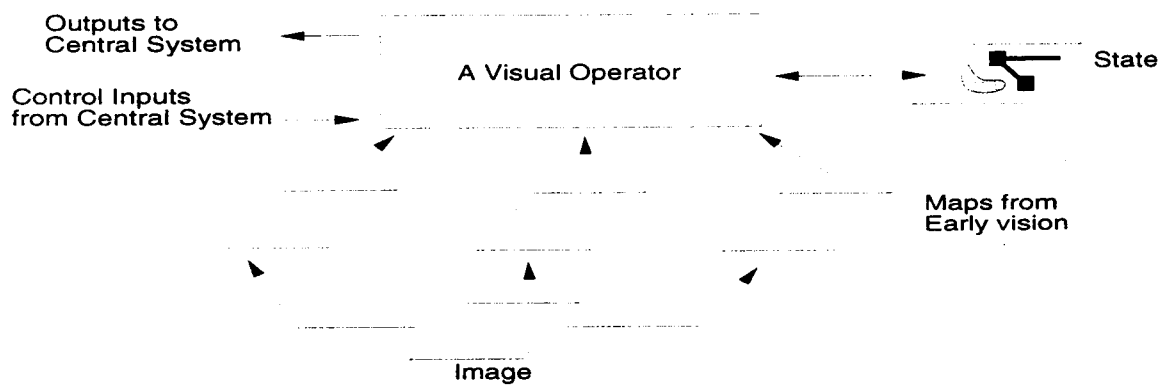 Outputs to
Central System
A Visual Operator
State
Control Inputs
from Central System
Maps from
Early vision
Image